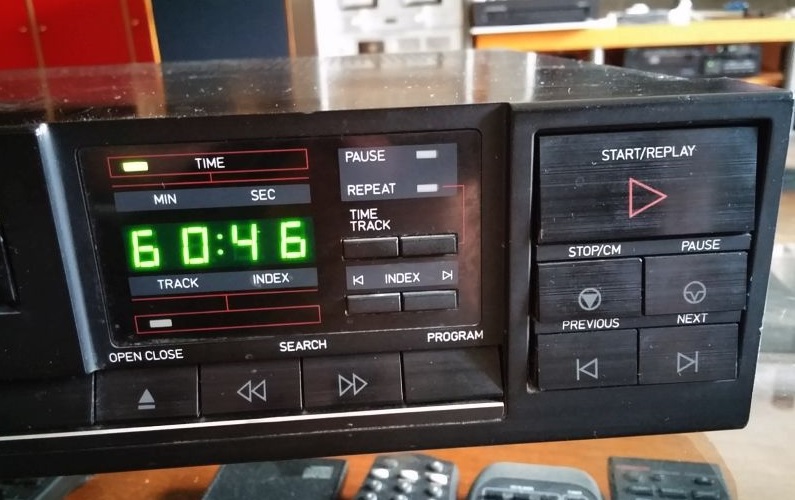 TIME
MIN SEC
60:46
TRACK INDEX
PAUSE
REPEAT
TIME
TRACK
INDEX
START/REPLAY
STOP/CM PAUSE
PREVIOUS NEXT
OPEN CLOSE SEARCH PROGRAM